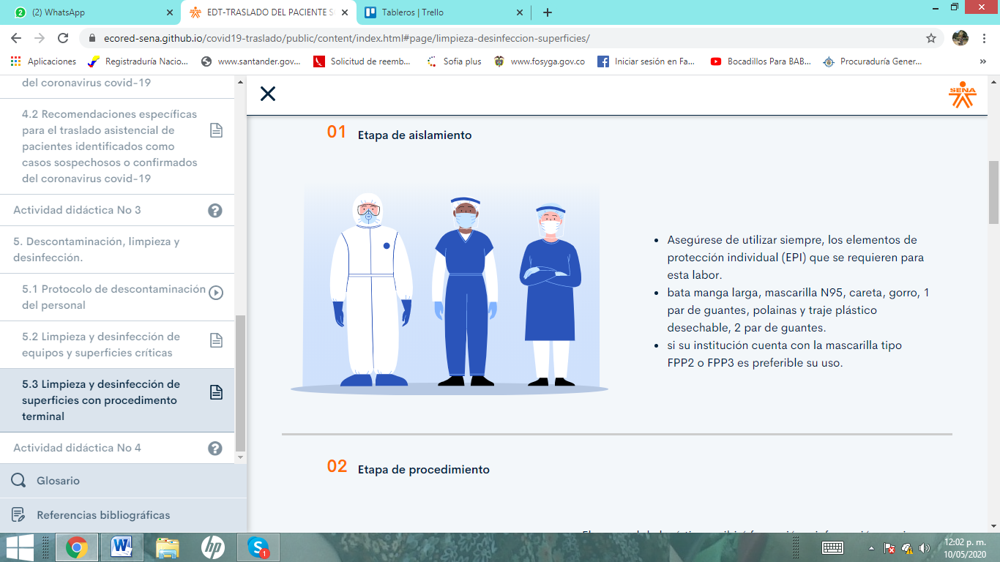 (2) WhatsApp
EDT-TRASLADO DEL PACIENTE S
Tableros | Trello
ecored-sena.github.io/covid19-traslado/public/content/index.html#page/limpieza-desinfeccion-superficies/
Aplicaciones
Registraduría Nacio...
www.santander.gov...
Solicitud de reemb...
Sofia plus
www.fosyga.gov.co
Iniciar sesión en Fa...
Bocadillos Para BAB...
Procuraduría Gener...
»
del coronavirus covid-19
4.2 Recomendaciones específicas
para el traslado asistencial de
pacientes identificados como
casos sospechosos o confirmados
del coronavirus covid-19
Actividad didáctica No 3
5. Descontaminación, limpieza y
desinfección.
5.1 Protocolo de descontaminación
del personal
5.2 Limpieza y desinfección de
equipos y superficies críticas
5.3 Limpieza y desinfección de
superficies con procedimento
terminal
Actividad didáctica No 4
Glosario
Referencias bibliográficas
SENA
01 Etapa de aislamiento
• Asegúrese de utilizar siempre, los elementos de
protección individual (EPI) que se requieren para
esta labor.
• bata manga larga, mascarilla N95, careta, gorro, 1
par de guantes, polainas y traje plástico
desechable, 2 par de guantes.
• si su institución cuenta con la mascarilla tipo
FPP2 o FPP3 es preferible su uso.
02 Etapa de procedimiento
12:02 p. m.
10/05/2020